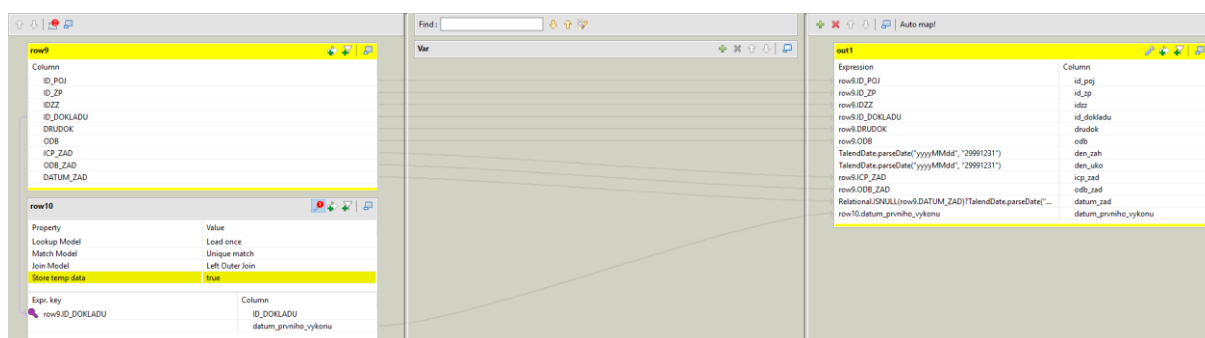 Find :
Auto map!
row9
Column
ID_POJ
ID_ZP
IDZZ
ID_DOKLADU
DRUDOK
ODB
ICP_ZAD
ODB_ZAD
DATUM_ZAD
row10
Property Value
Lookup Model Load once
Match Model Unique match
Join Model Left Outer Join
Store temp data true
Expr. key Column
row9.ID_DOKLADU ID_DOKLADU
datum_prvniho_vykonu
Var
out1
Expression Column
row9.ID_POJ id_poj
row9.ID_ZP id_zp
row9.IDZZ idzz
row9.ID_DOKLADU id_dokladu
row9.DRUDOK drudok
row9.ODB odb
TalendDate.parseDate("yyyyMMdd", "29991231") den_zah
TalendDate.parseDate("yyyyMMdd", "29991231") den_uko
row9.ICP_ZAD icp_zad
row9.ODB_ZAD odb_zad
Relational.ISNULL(row9.DATUM_ZAD)?TalendDate.parseDate("... datum_zad
row10.datum_prvniho_vykonu datum_prvniho_vykonu